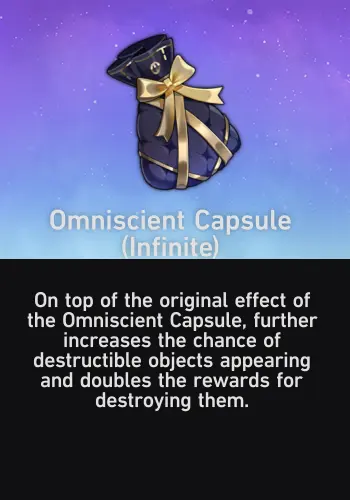 Omniscient Capsule
(Infinite)
On top of the original effect of
the Omniscient Capsule, further
increases the chance of
destructible objects appearing
and doubles the rewards for
destroying them.